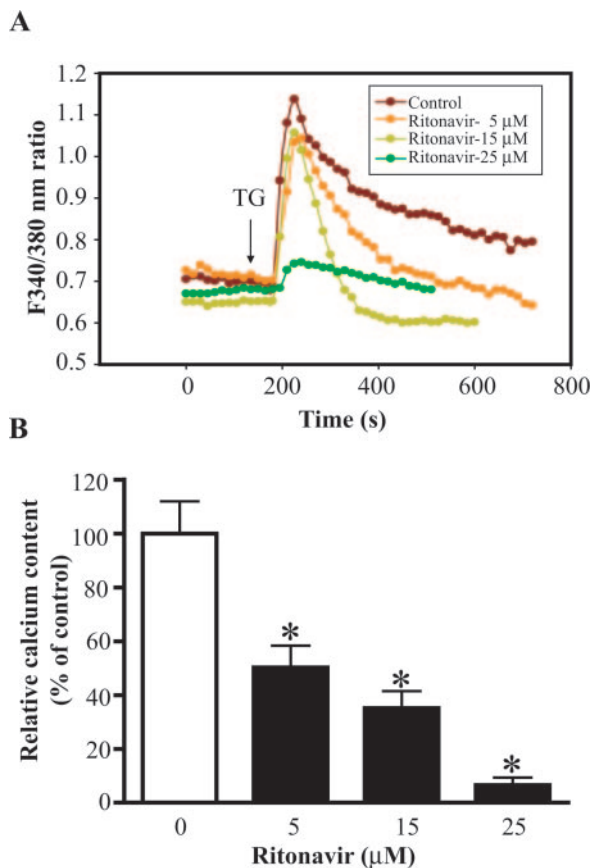 A
1.2
1.1
1.0
0.9
0.8
0.7
0.6
0.5
F340/380 nm ratio
TG
Control
Ritonavir- 5 μM
Ritonavir-15 μM
Ritonavir-25 μM
0 200 400 600 800
Time (s)
B
120
100
80
60
40
20
0
Relative calcium content
(% of control)
* * *
0 5 15 25
Ritonavir (μM)